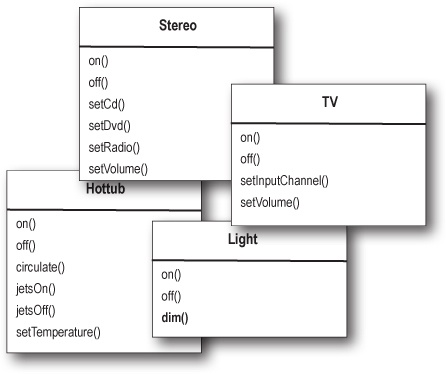 Stereo
on()
off()
setCd()
setDvd()
setRadio()
setVolume()
TV
on()
off()
setInputChannel()
setVolume()
Hottub
on()
off()
circulate()
jetsOn()
jetsOff()
setTemperature()
Light
on()
off()
dim()